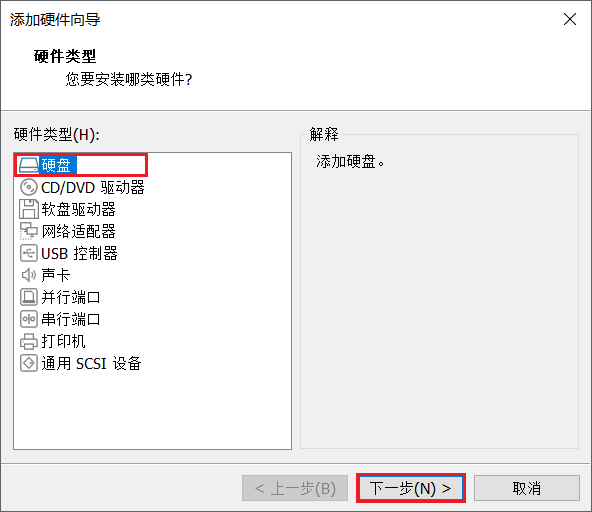 添加硬件向导
硬件类型
您要安装哪类硬件?
硬件类型(H):
硬盘
CD/DVD 驱动器
软盘驱动器
网络适配器
USB 控制器
声卡
并行端口
串行端口
打印机
通用 SCSI 设备
解释
添加硬盘。
< 上一步(B)
下一步(N) >
取消